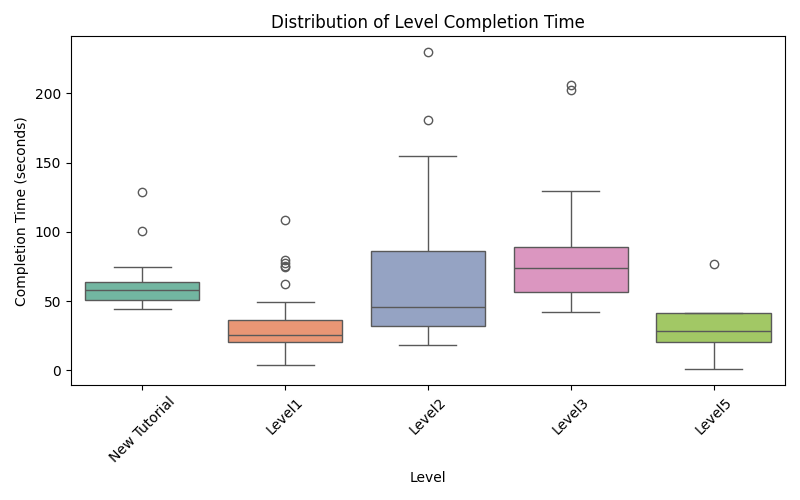 Distribution of Level Completion Time
Completion Time (seconds)
200
150
100
50
0
New Tutorial
Level1
Level2
Level3
Level5
Level